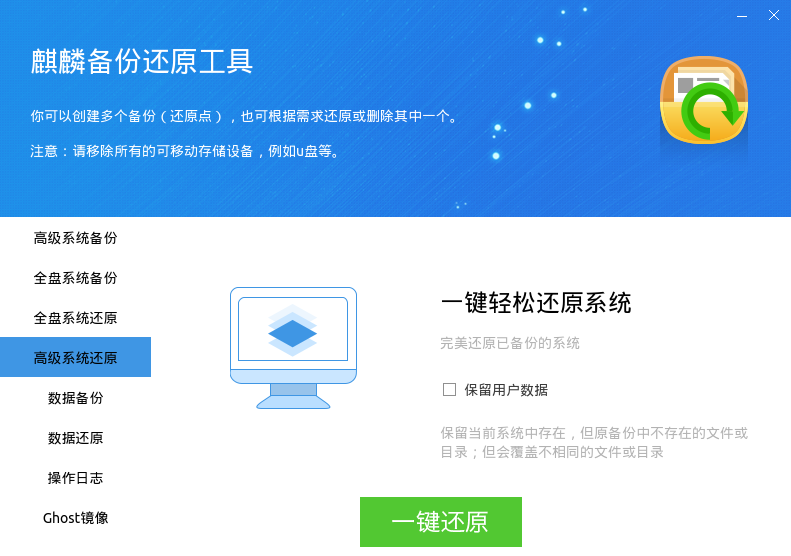 麒麟备份还原工具
你可以创建多个备份（还原点），也可根据需求还原或删除其中一个。
注意：请移除所有的可移动存储设备，例如u盘等。
高级系统备份
全盘系统备份
全盘系统还原
高级系统还原
数据备份
数据还原
操作日志
Ghost镜像
一键轻松还原系统
完美还原已备份的系统
保留用户数据
保留当前系统中存在，但原备份中不存在的文件或
目录；但会覆盖不相同的文件或目录
一键还原